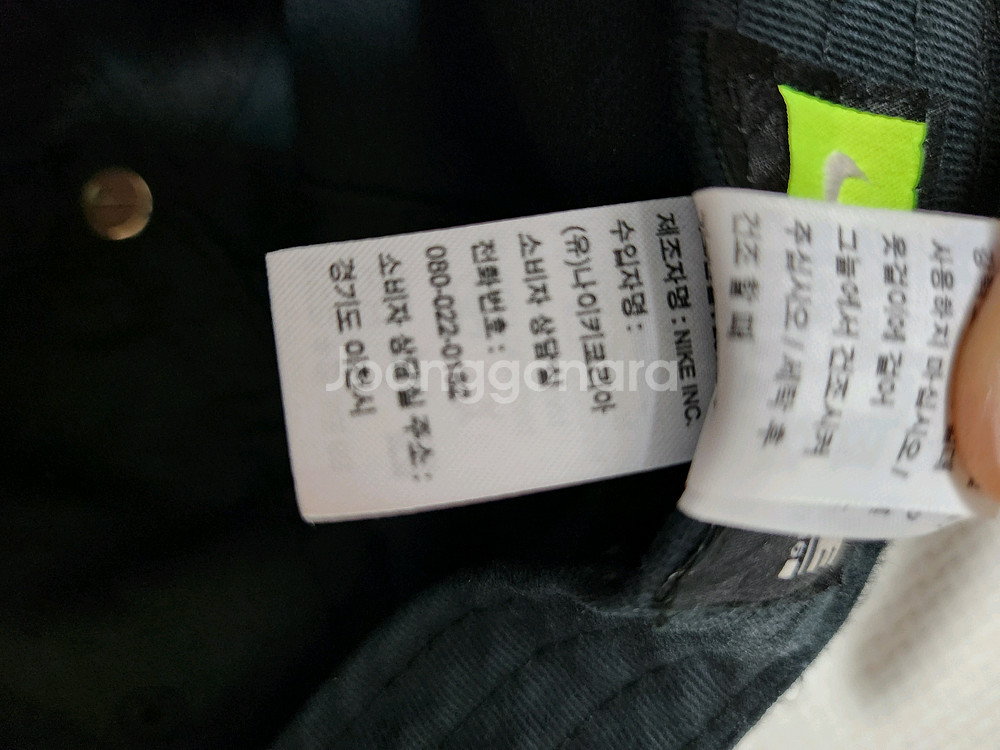 제조자명 : NIKE INC.
수입자명 :
(유)나이키코리아
소비자 상담실
전화번호 :
080-022-0182
소비자 상담실 주소 :
경기도 이천시
사용하지 마십시오 /
옷걸이에 걸어
그늘에서 건조시켜
주십시오 / 세탁 후
건조 할 때
Joonggonara